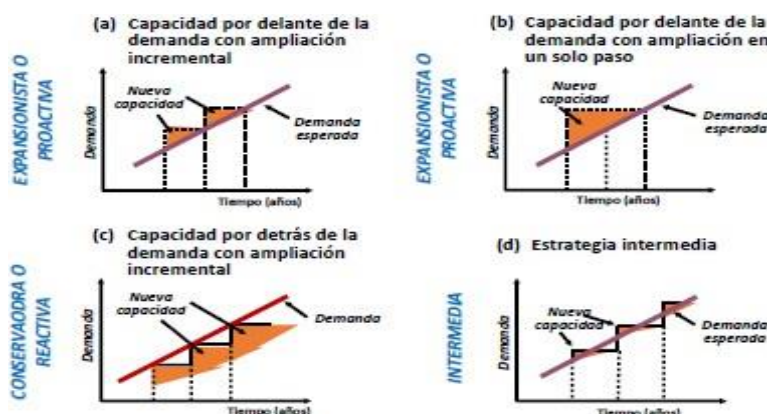 EXPANSIONISTA O
PROACTIVA
(a) Capacidad por delante de la
demanda con ampliación
incremental
Nueva
capacidad
Demanda
esperada
Demanda
Tiempo (años)
EXPANSIONISTA O
PROACTIVA
(b) Capacidad por delante de la
demanda con ampliación en
un solo paso
Nueva
capacidad
Demanda
esperada
Demanda
Tiempo (años)
CONSERVAODRA O
REACTIVA
(c) Capacidad por detrás de la
demanda con ampliación
incremental
Nueva
capacidad
Demanda
Demanda
Tiempo (años)
INTERMEDIA
(d) Estrategia intermedia
Nueva
capacidad
Demanda
esperada
Demanda
Tiempo (años)